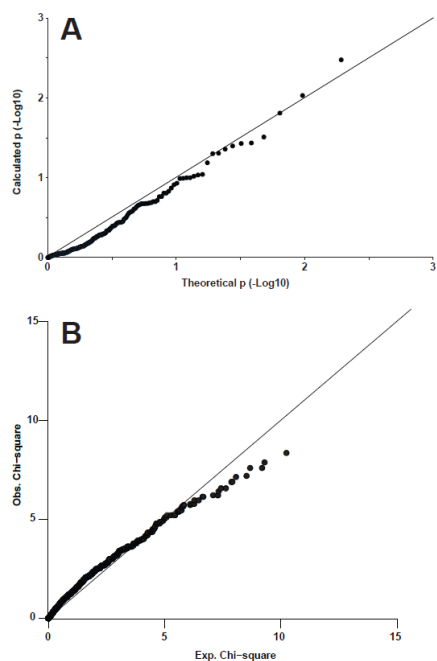 A
3
2
1
0
0
1
2
3
Calculated p (-Log10)
Theoretical p (-Log10)
B
15
10
5
0
0
5
10
15
Obs. Chi-square
Exp. Chi-square